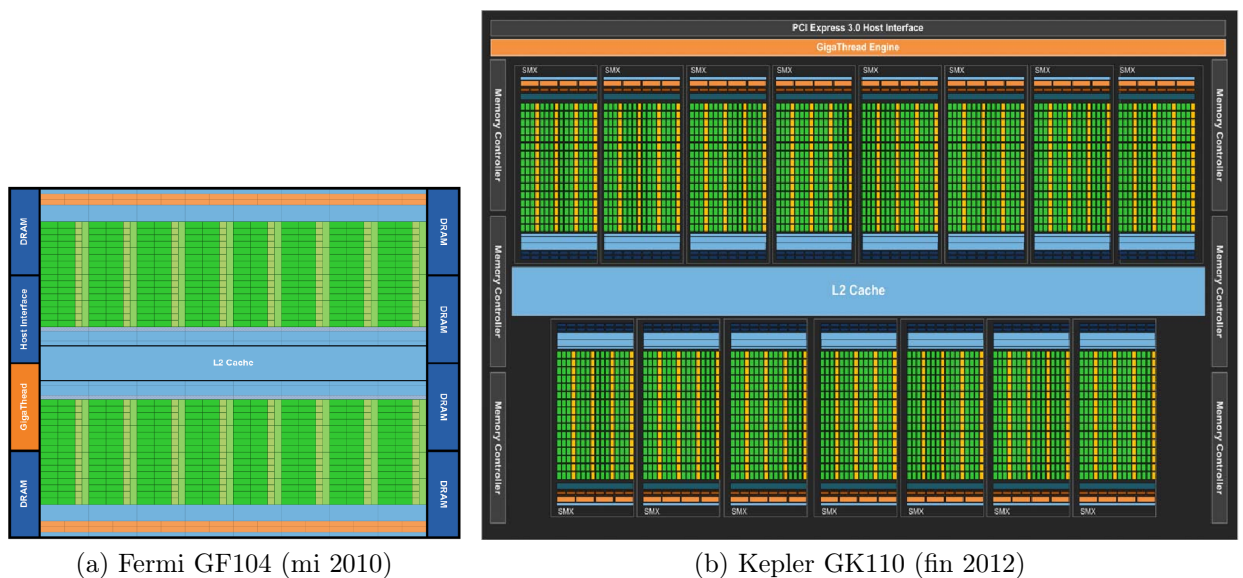 PCI Express 3.0 Host Interface
GigaThread Engine
SMX SMX SMX SMX SMX SMX SMX SMX
Memory Controller
Memory Controller
Memory Controller
Memory Controller
Memory Controller
Memory Controller
L2 Cache
SMX SMX SMX SMX SMX SMX SMX
DRAM
Host Interface
GigaThead
DRAM
L2 Cache
DRAM
DRAM
DRAM
DRAM
(a) Fermi GF104 (mi 2010)
(b) Kepler GK110 (fin 2012)